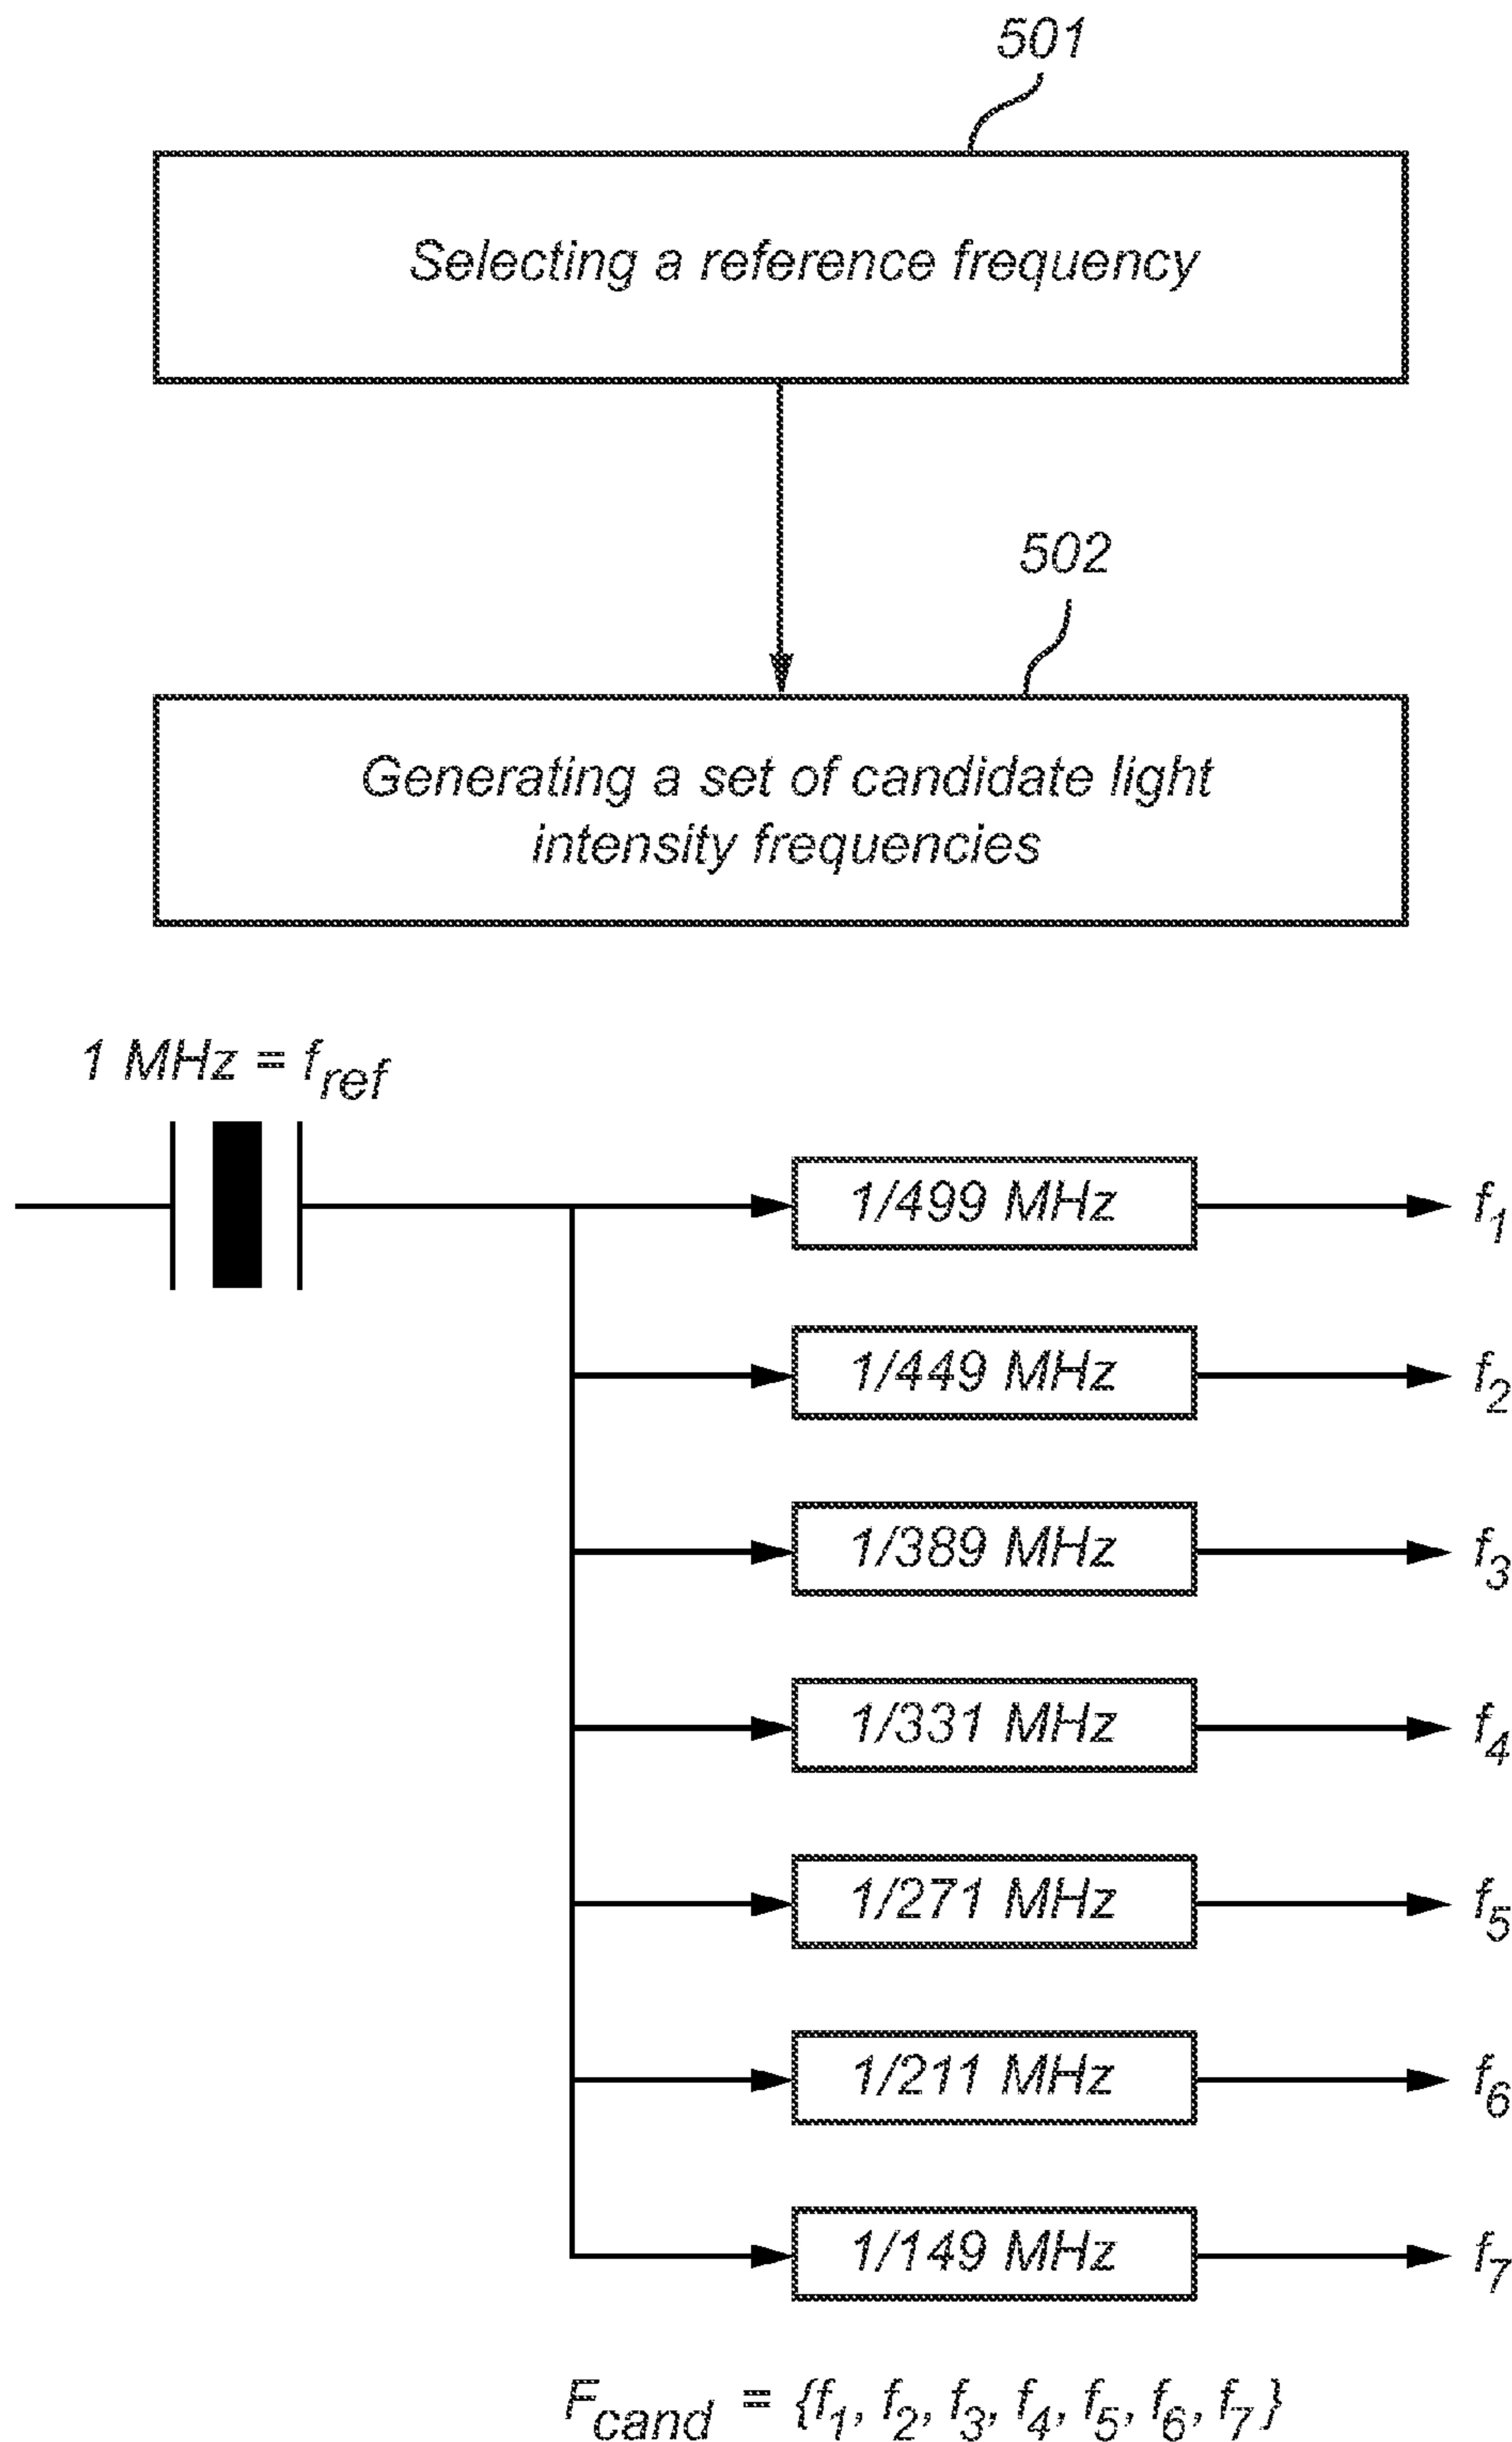 501
Selecting a reference frequency
502
Generating a set of candidate light
intensity frequencies
1 MHz = fref
1/499 MHz
f1
1/449 MHz
f2
1/389 MHz
f3
1/331 MHz
f4
1/271 MHz
f5
1/211 MHz
f6
1/149 MHz
f7
Fcand = {f1, f2, f3, f4, f5, f6, f7}